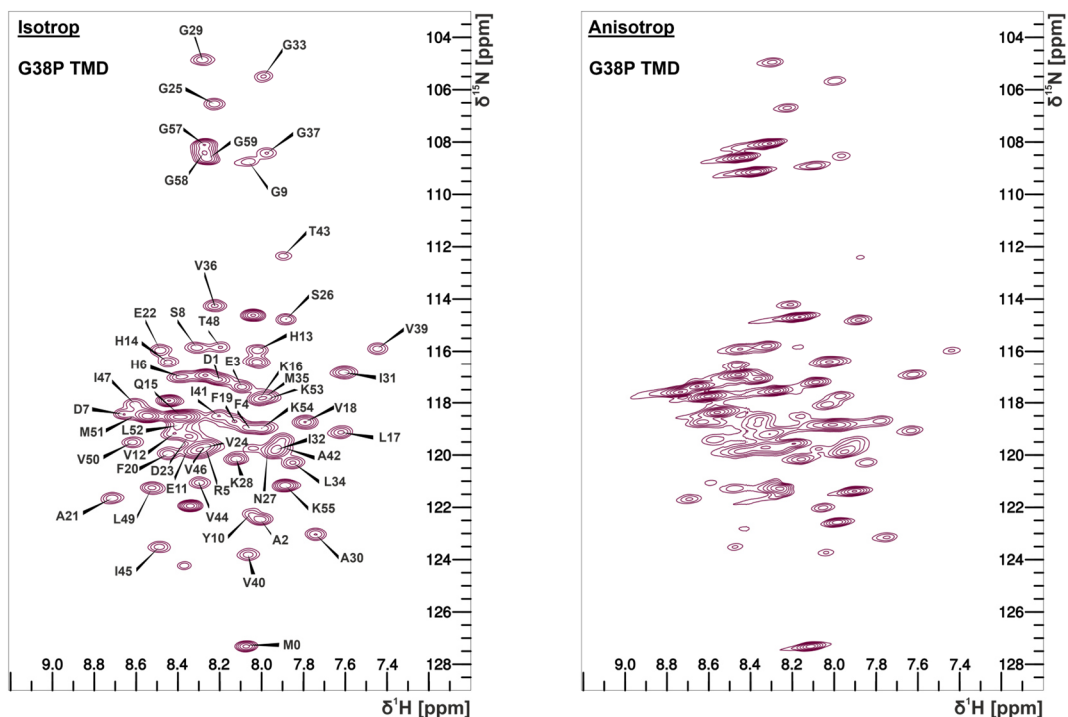 Isotrop
G38P TMD
G29
G33
G25
G57
G59
G37
G58
G9
T43
V36
S26
E22
S8
T48
H13
V39
H14
D1
E3
K16
I31
H6
M35
I47
Q15
I41
F19
F4
K53
D7
K54
V18
M51
L52
L17
V50
V12
V24
I32
F20
D23
V46
A42
E11
R5
K28
N27
L34
A21
L49
V44
K55
Y10
A2
A30
I45
V40
M0
104
106
108
110
112
114
116
118
120
122
124
126
128
[ppm]
δ¹⁵N
9.0 8.8 8.6 8.4 8.2 8.0 7.8 7.6 7.4
δ¹H [ppm]
Anisotrop
G38P TMD
104
106
108
110
112
114
116
118
120
122
124
126
128
[ppm]
δ¹⁵N
9.0 8.8 8.6 8.4 8.2 8.0 7.8 7.6 7.4
δ¹H [ppm]